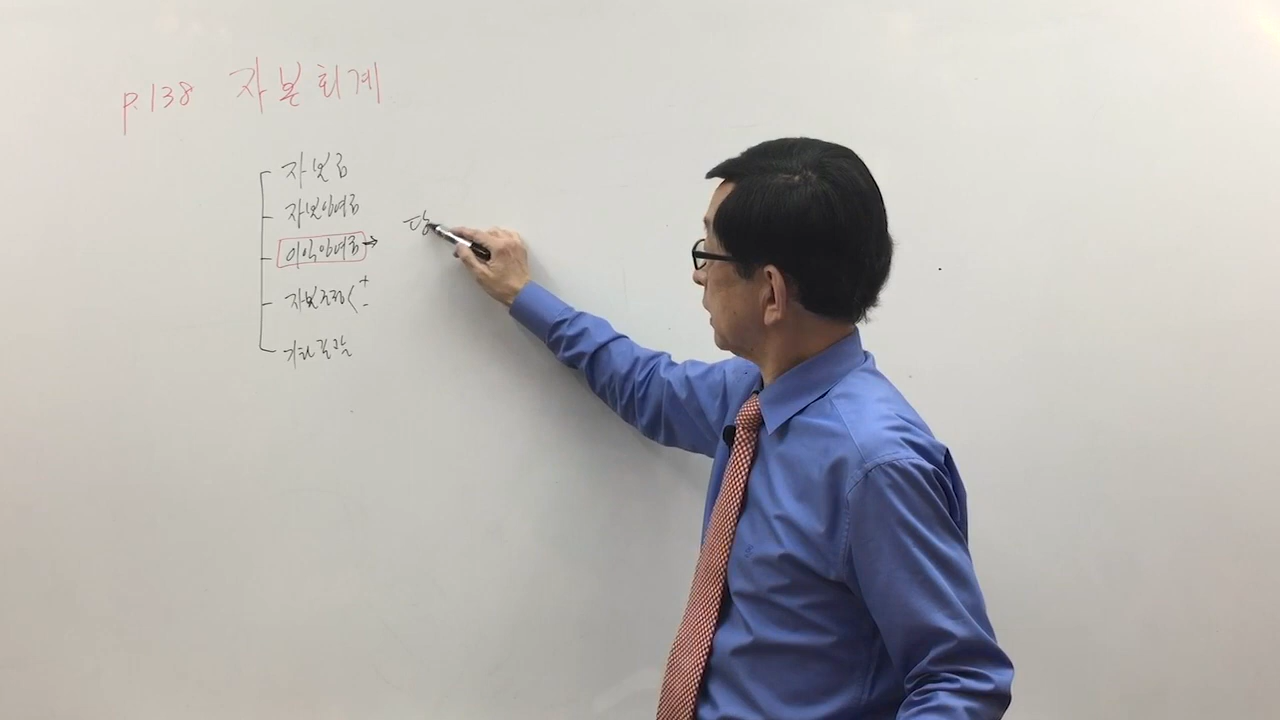 p.138 자본회계
자본금
자본잉여금
이익잉여금 →
자본조정 < + -
기타포괄